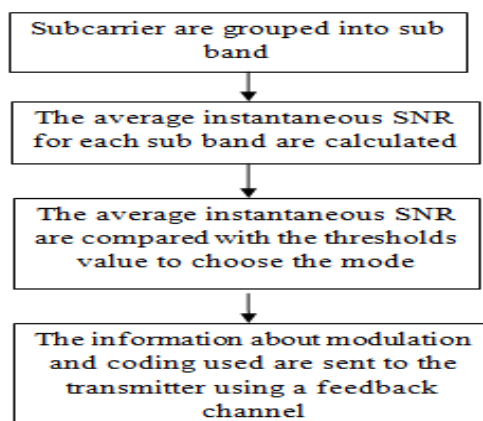 Subcarrier are grouped into sub
band
The average instantaneous SNR
for each sub band are calculated
The average instantaneous SNR
are compared with the thresholds
value to choose the mode
The information about modulation
and coding used are sent to the
transmitter using a feedback
channel